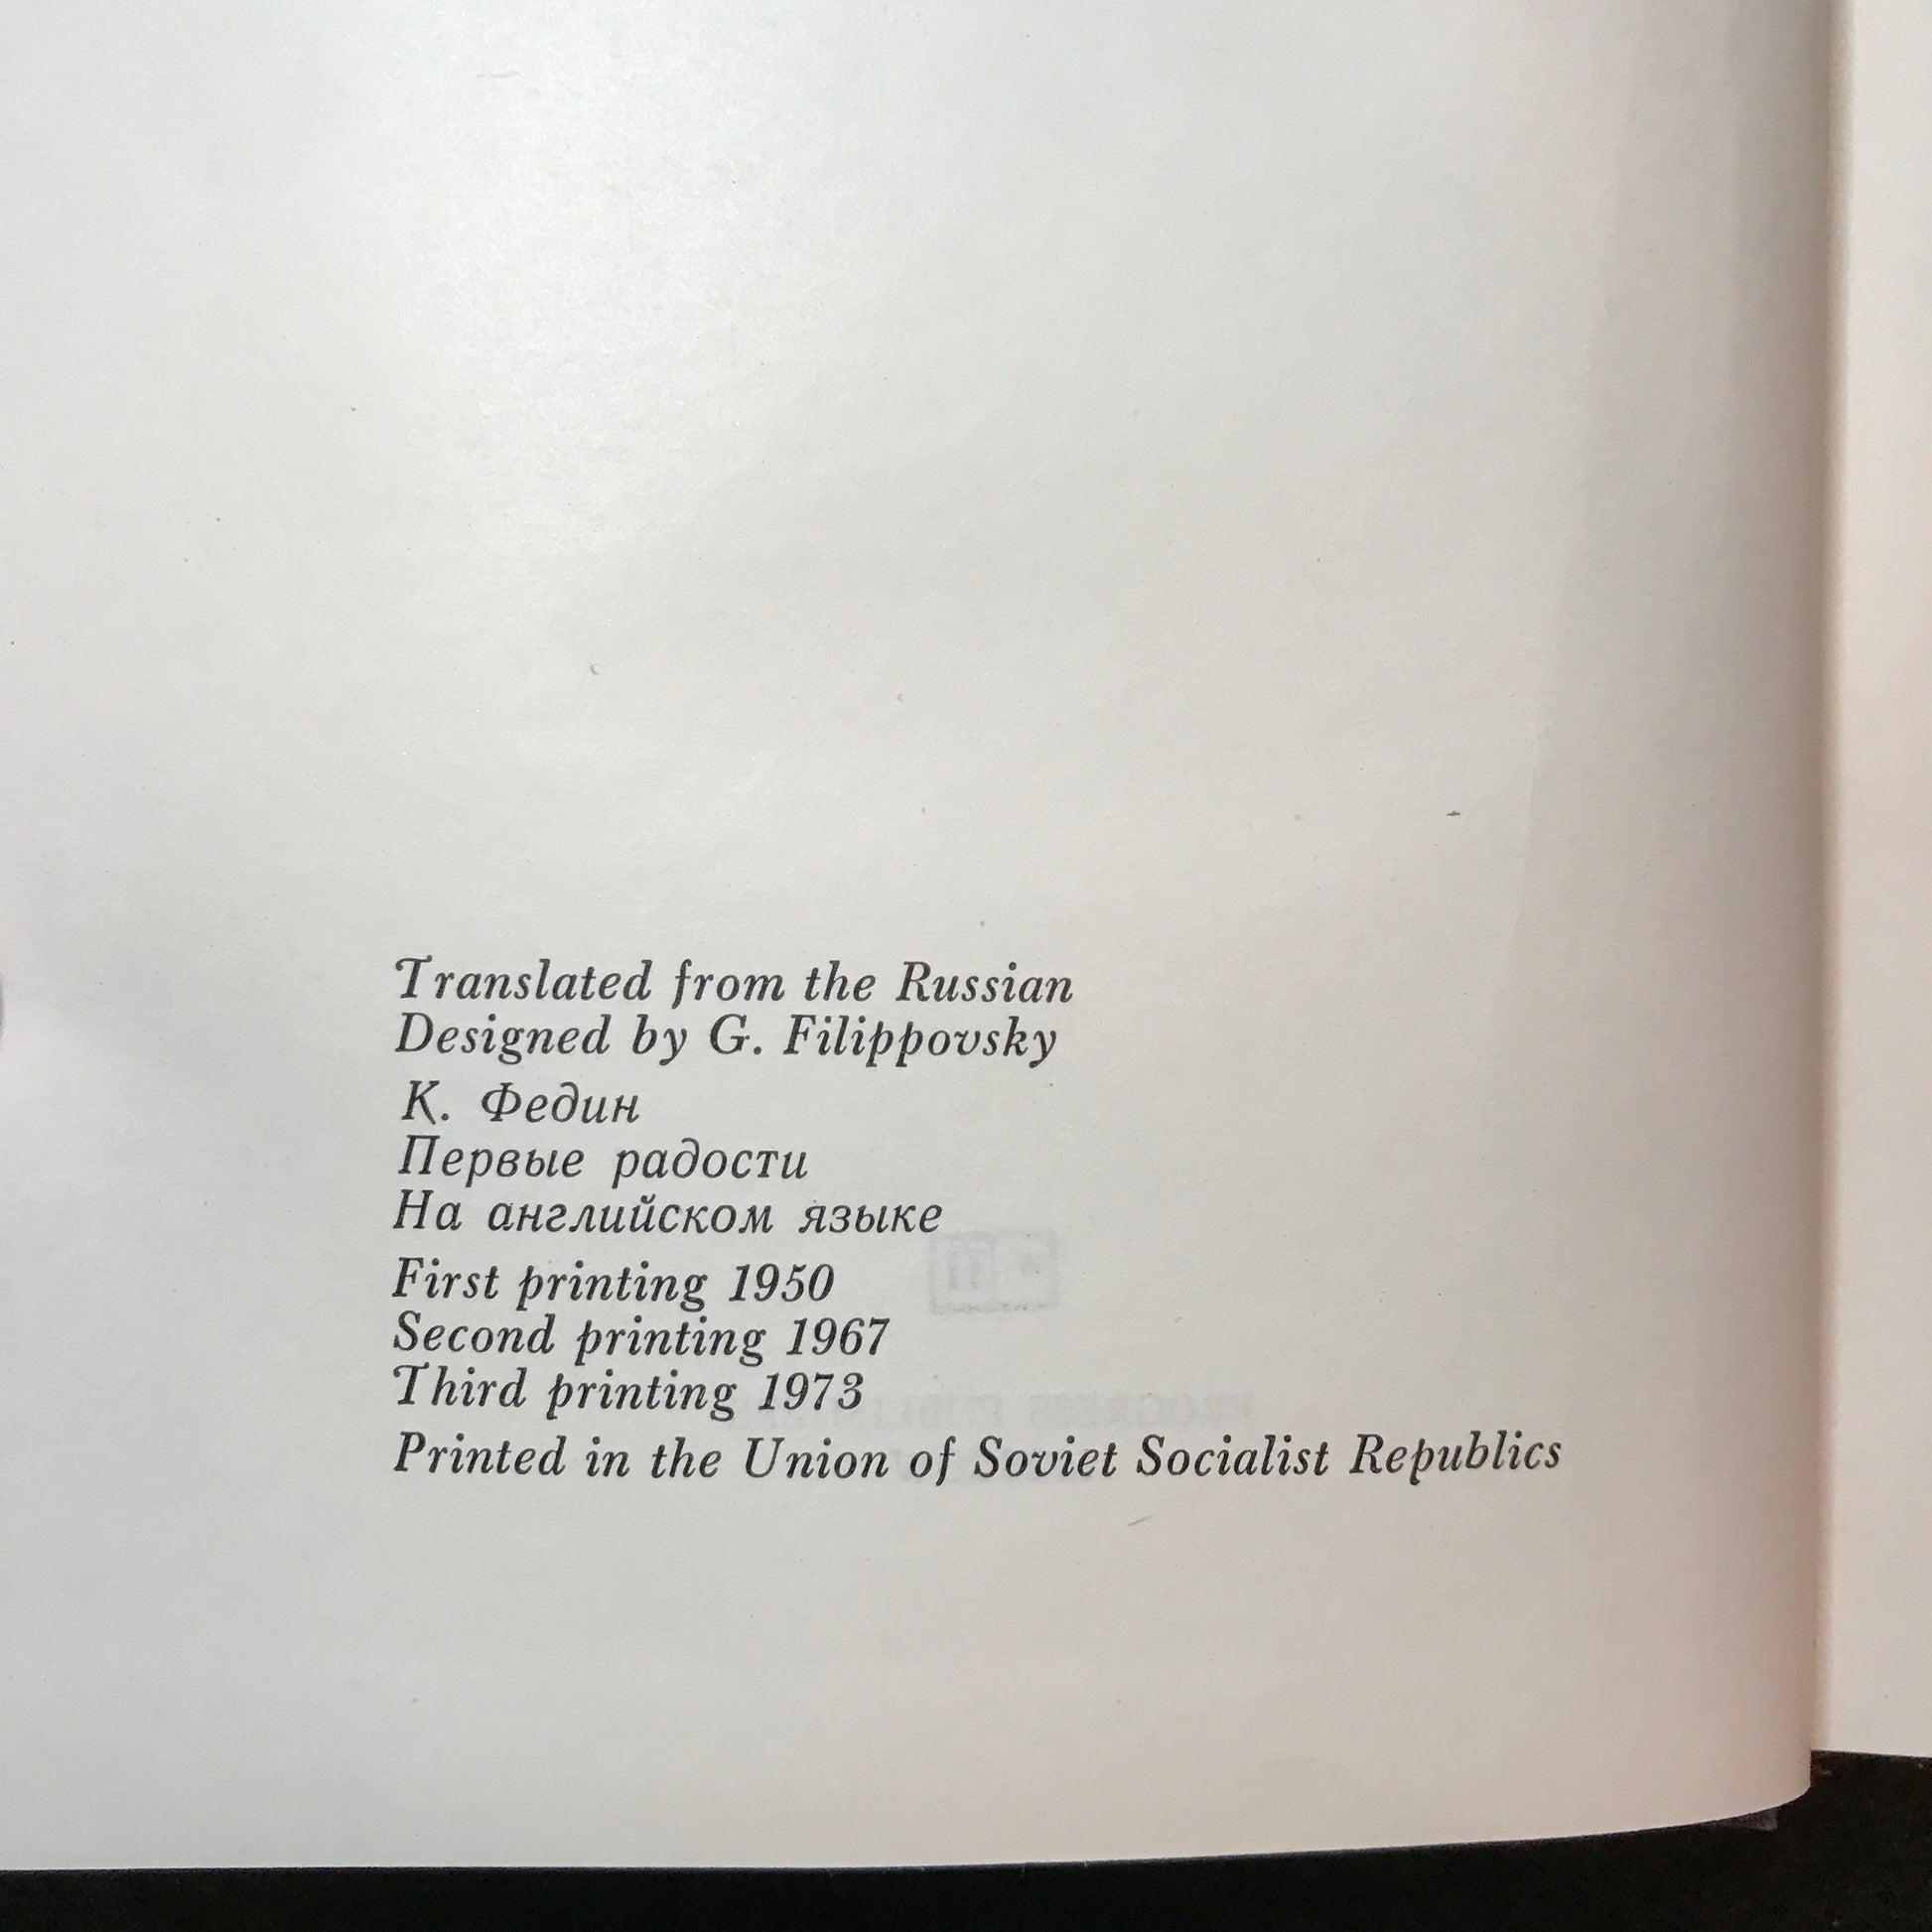 Translated from the Russian
Designed by G. Filippovsky
К. Федин
Первые радости
На английском языке
First printing 1950
Second printing 1967
Third printing 1973
Printed in the Union of Soviet Socialist Republics